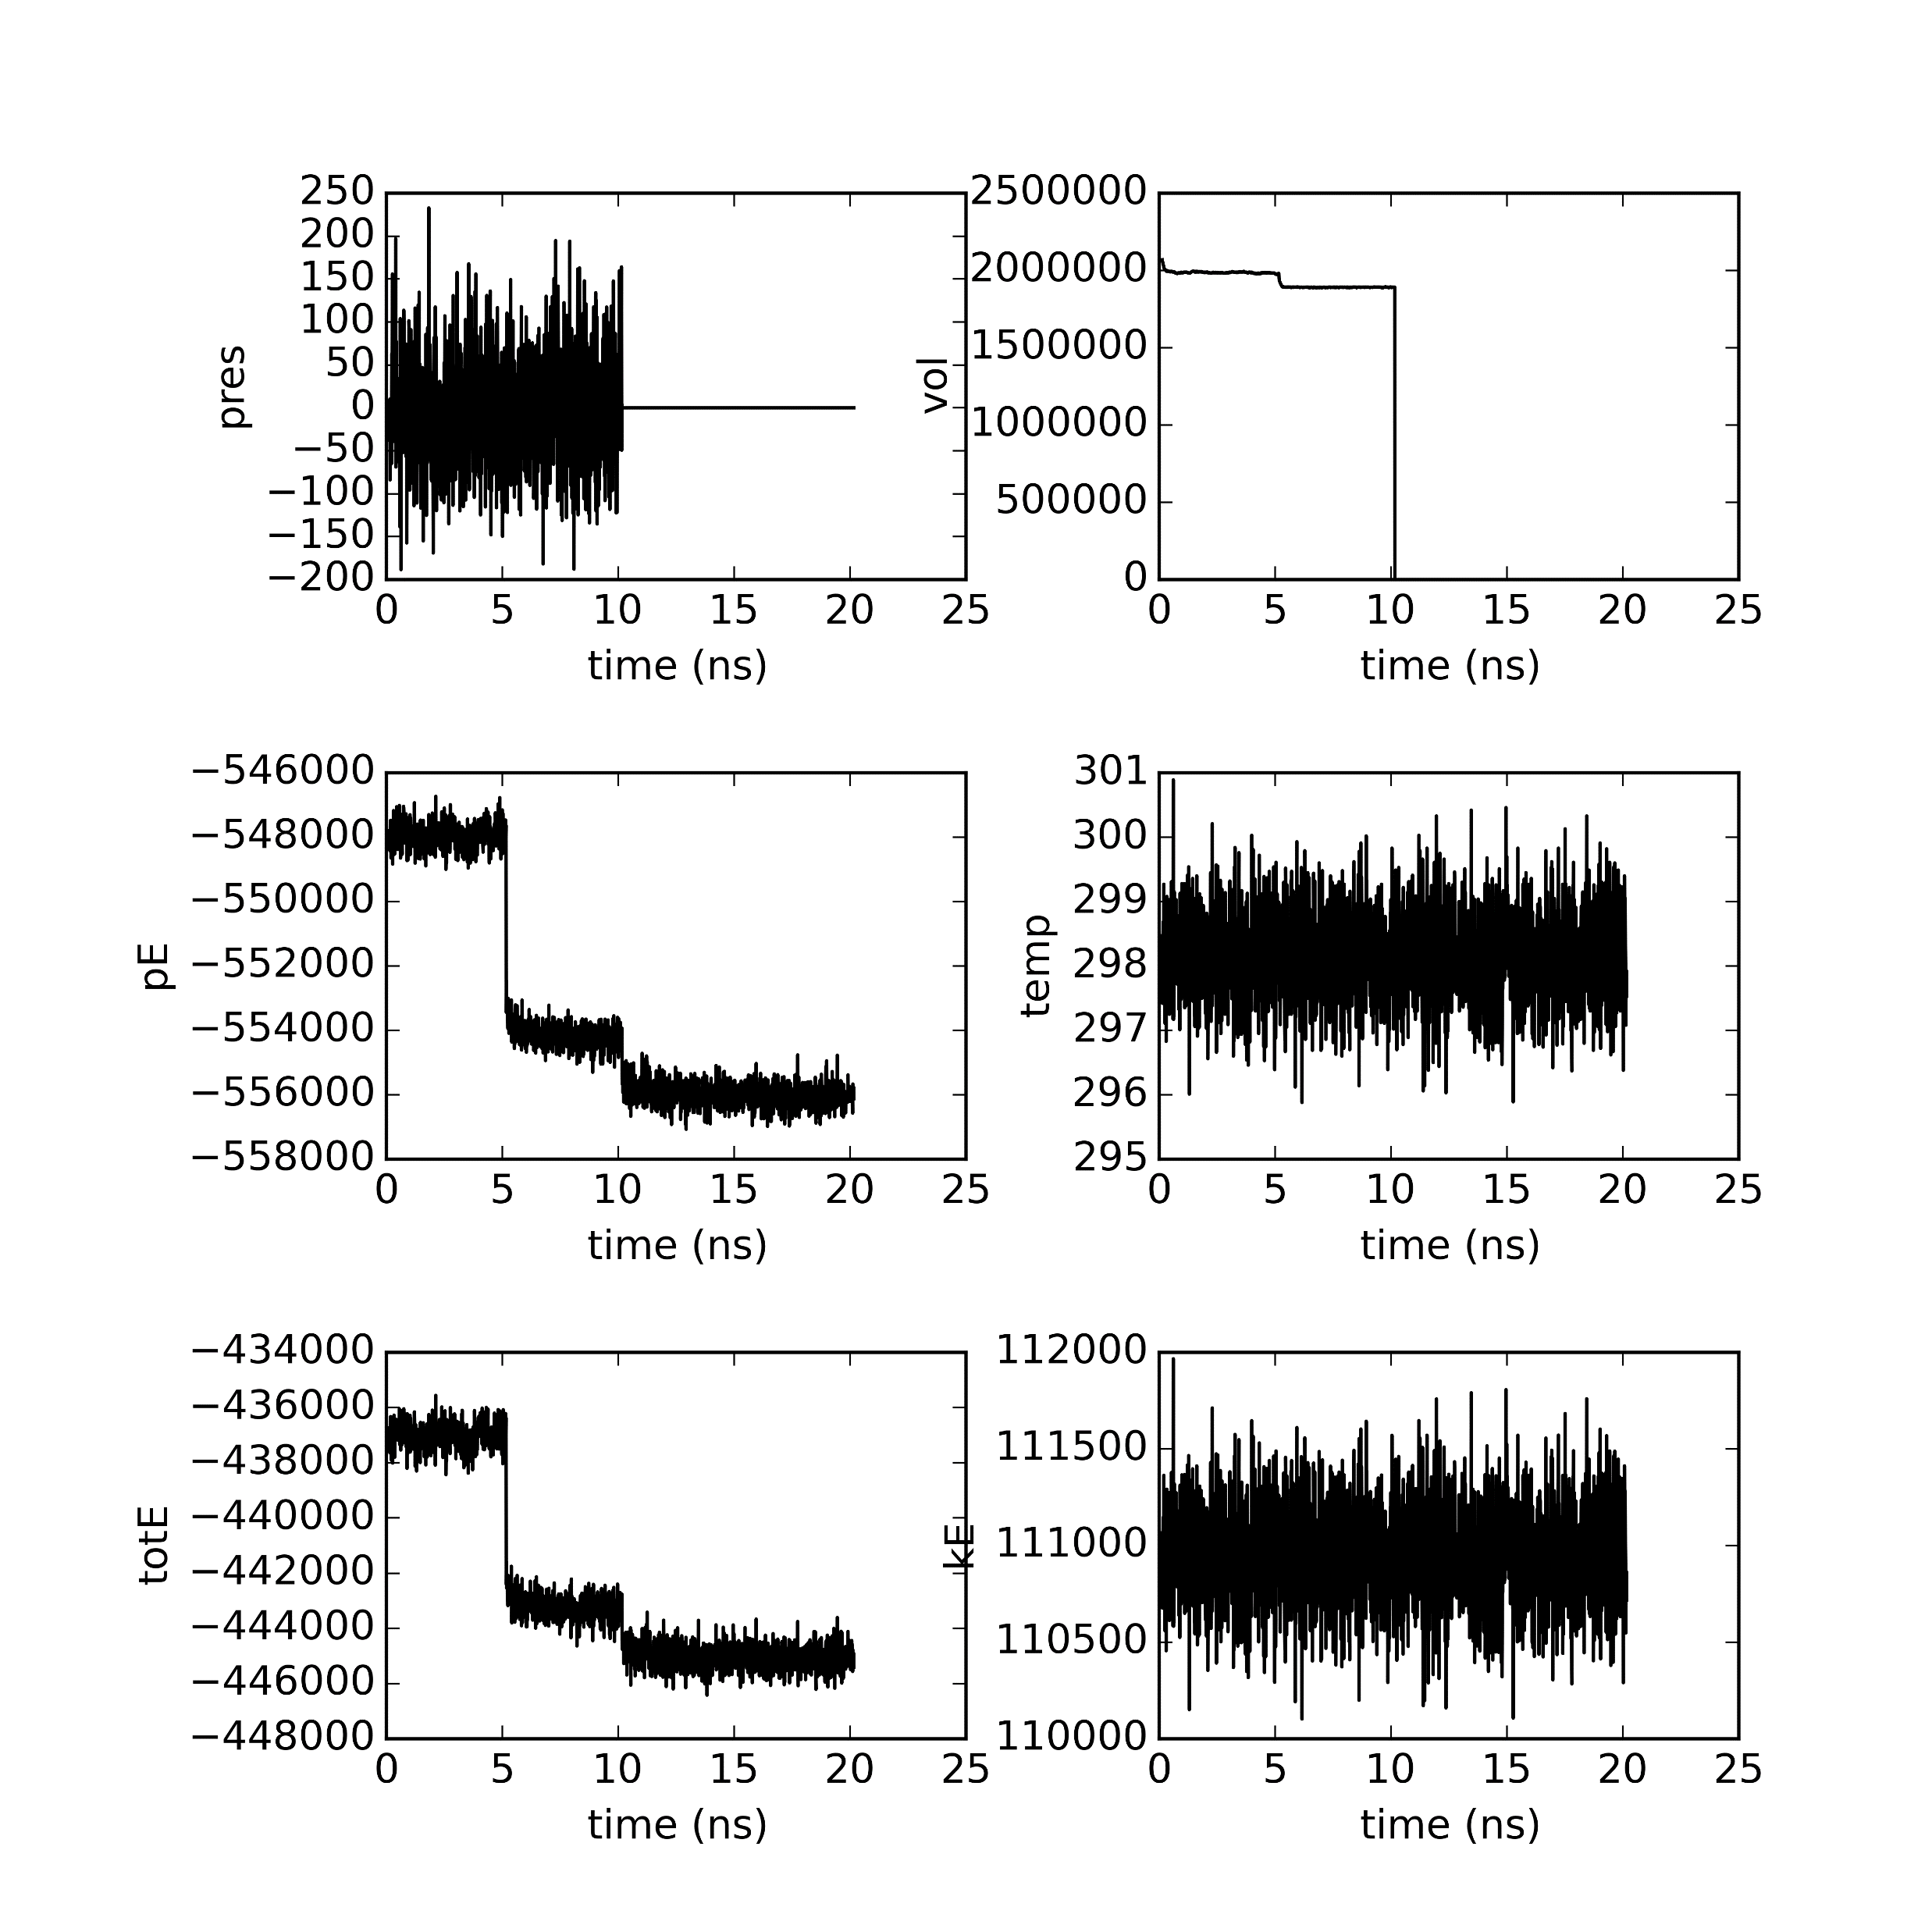 250
200
150
100
50
0
−50
−100
−150
−200
pres
0 5 10 15 20 25
time (ns)
2500000
2000000
1500000
1000000
500000
0
vol
0 5 10 15 20 25
time (ns)
−546000
−548000
−550000
−552000
−554000
−556000
−558000
pE
0 5 10 15 20 25
time (ns)
301
300
299
298
297
296
295
temp
0 5 10 15 20 25
time (ns)
−434000
−436000
−438000
−440000
−442000
−444000
−446000
−448000
totE
0 5 10 15 20 25
time (ns)
112000
111500
111000
110500
110000
kE
0 5 10 15 20 25
time (ns)